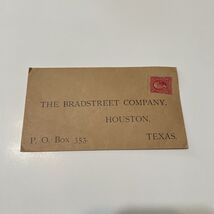 THE BRADSTREET COMPANY,
HOUSTON,
P. O. Box 353. TEXAS.